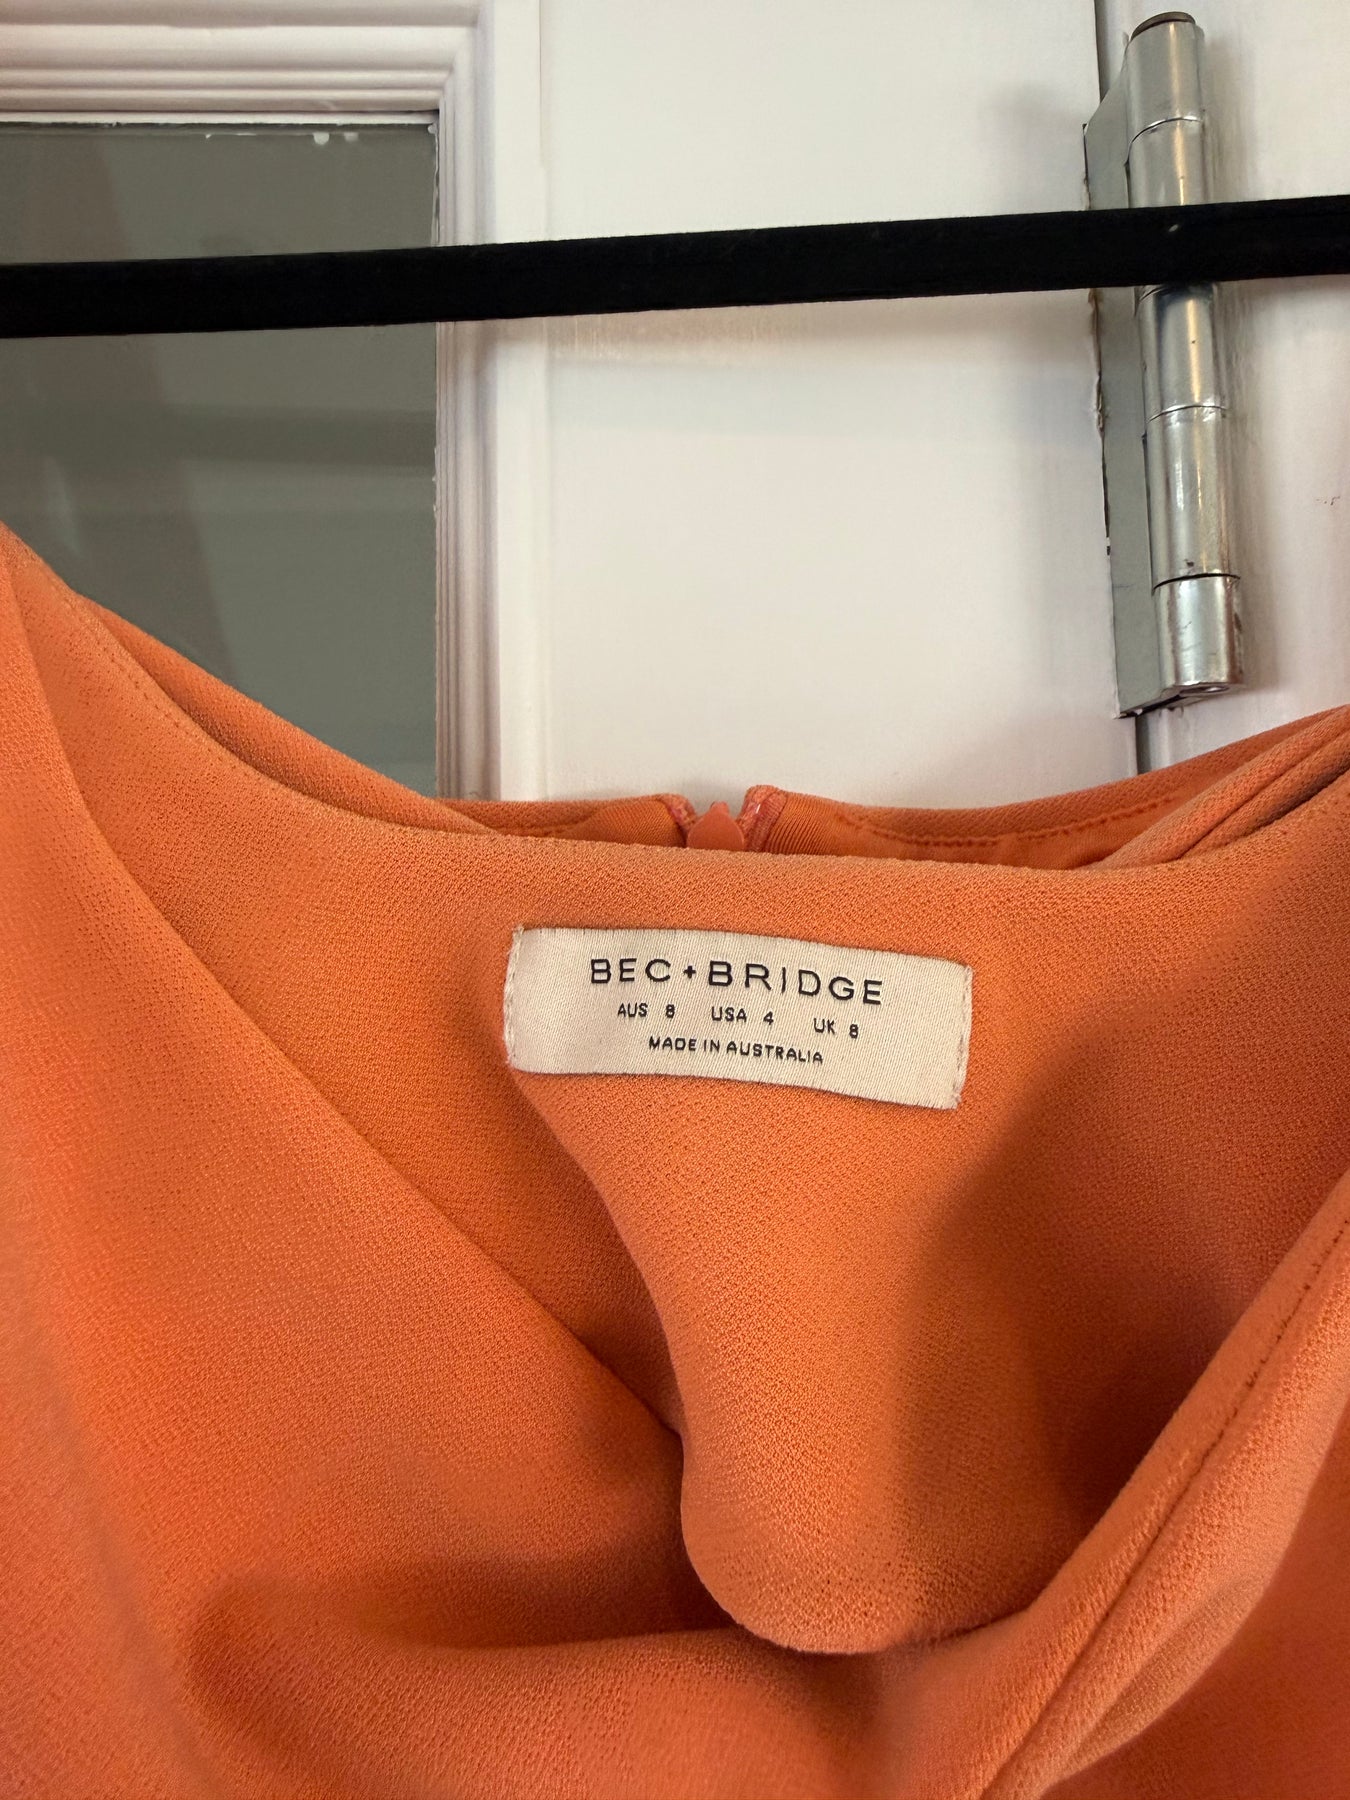 BEC+BRIDGE
AUS 8 USA 4 UK 8
MADE IN AUSTRALIA